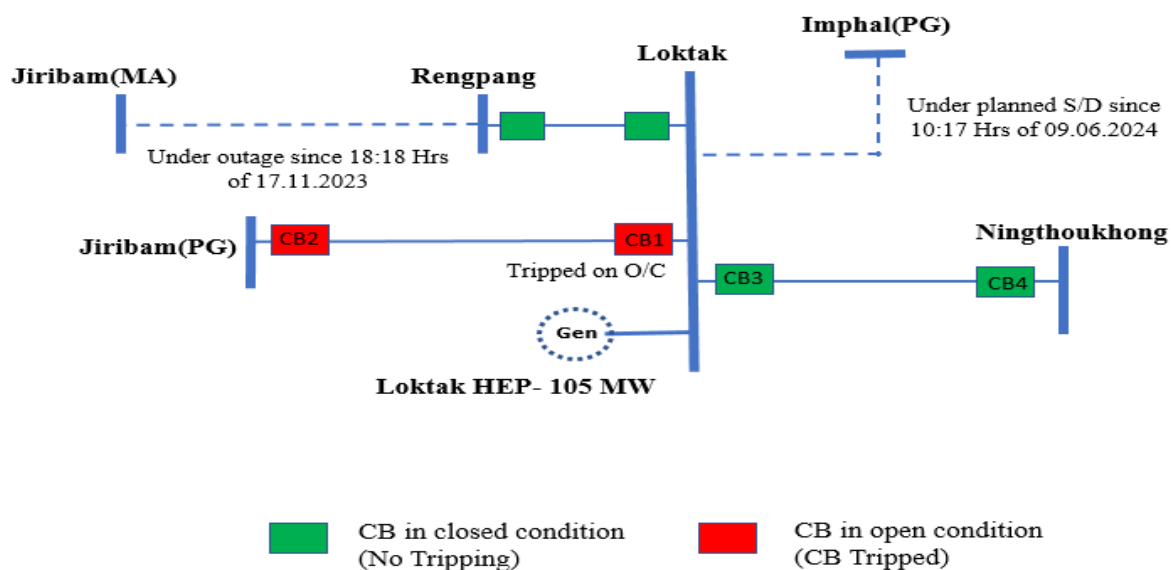 Imphal(PG)
Loktak
Jiribam(MA)
Rengpang
Under planned S/D since
10:17 Hrs of 09.06.2024
Under outage since 18:18 Hrs
of 17.11.2023
Jiribam(PG)
CB2
CB1
Tripped on O/C
Ningthoukhong
CB3
CB4
Gen
Loktak HEP- 105 MW
CB in closed condition
(No Tripping)
CB in open condition
(CB Tripped)